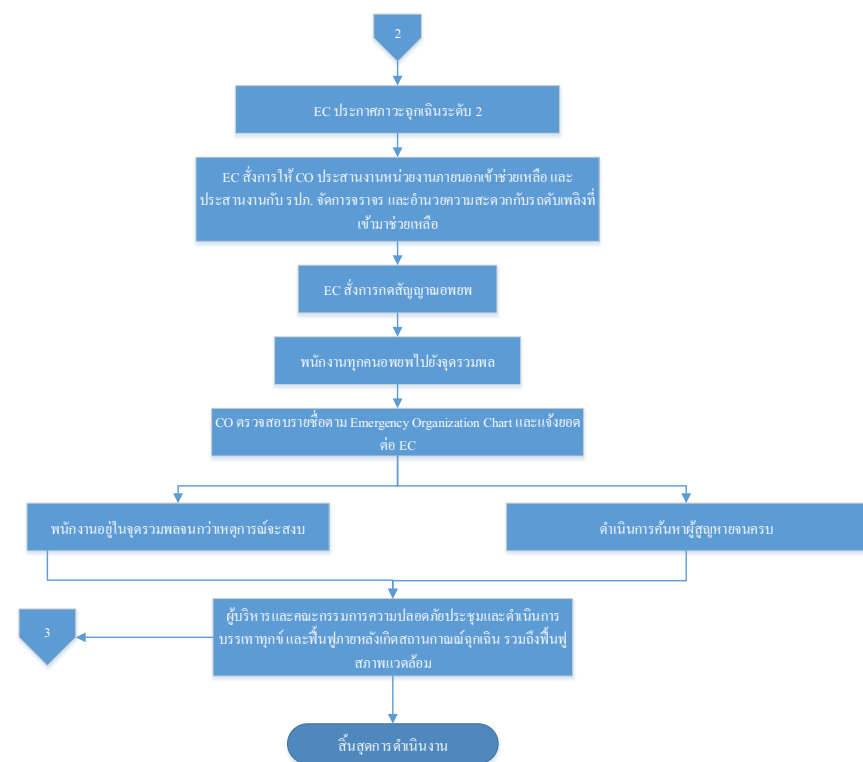 2
EC ประกาศภาวะฉุกเฉินระดับ 2
EC สั่งการให้ CO ประสานงานหน่วยงานภายนอกเข้าช่วยเหลือ และ
ประสานงานกับ รปภ. จัดการจราจร และอำนวยความสะดวกกับรถดับเพลิงที่
เข้ามาช่วยเหลือ
EC สั่งการกดสัญญาณอพยพ
พนักงานทุกคนอพยพไปยังจุดรวมพล
CO ตรวจสอบรายชื่อตาม Emergency Organization Chart และแจ้งยอด
ต่อ EC
พนักงานอยู่ในจุดรวมพลจนกว่าเหตุการณ์จะสงบ
ดำเนินการค้นหาผู้สูญหายจนครบ
ผู้บริหารและคณะกรรมการความปลอดภัยประชุมและดำเนินการ
บรรเทาทุกข์ และฟื้นฟูภายหลังเกิดสถานกาณณ์ฉุกเฉิน รวมถึงฟื้นฟู
สภาพแวดล้อม
3
สิ้นสุดการดำเนินงาน